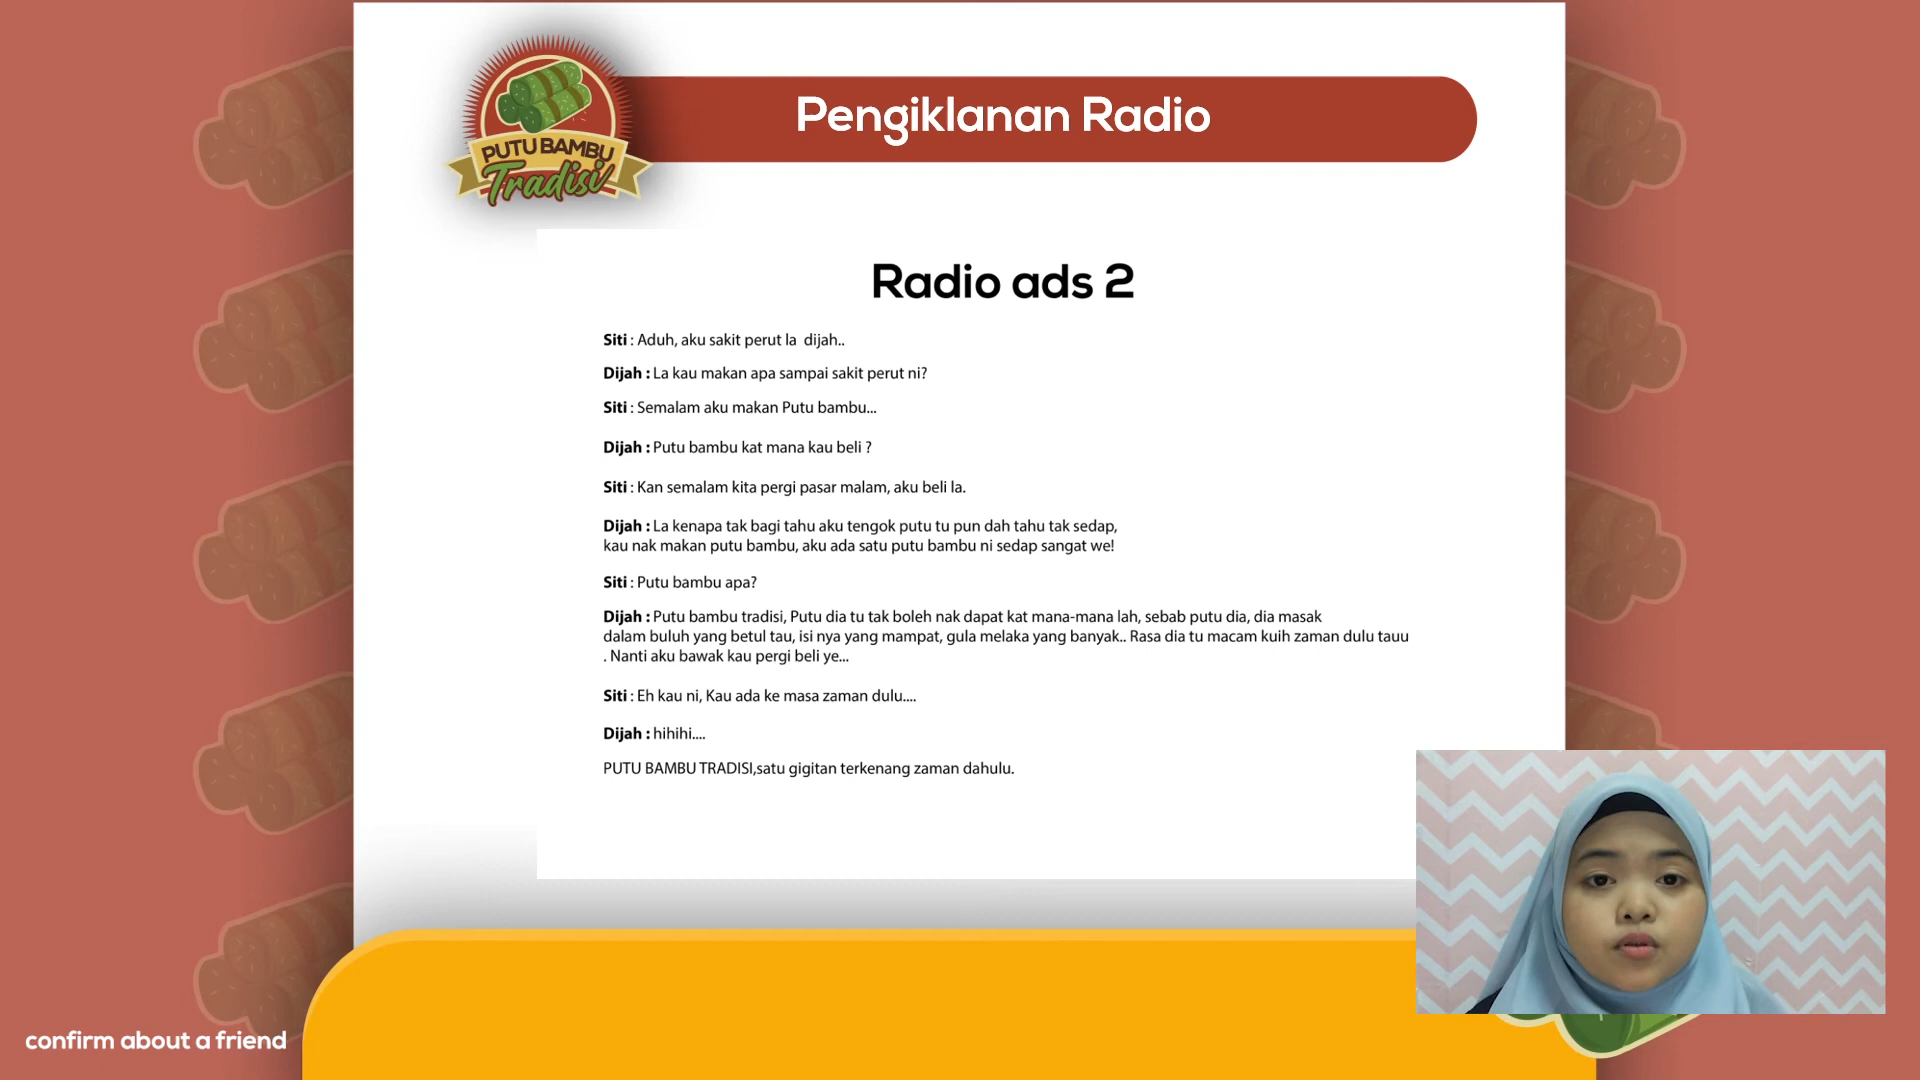 PUTU BAMBU
Tradisi
Pengiklanan Radio
Radio ads 2
Siti : Aduh, aku sakit perut la dijah..
Dijah : La kau makan apa sampai sakit perut ni?
Siti : Semalam aku makan Putu bambu...
Dijah : Putu bambu kat mana kau beli ?
Siti : Kan semalam kita pergi pasar malam, aku beli la.
Dijah : La kenapa tak bagi tahu aku tengok putu tu pun dah tahu tak sedap,
kau nak makan putu bambu, aku ada satu putu bambu ni sedap sangat we!
Siti : Putu bambu apa?
Dijah : Putu bambu tradisi, Putu dia tu tak boleh nak dapat kat mana-mana lah, sebab putu dia, dia masak
dalam buluh yang betul tau, isi nya yang mampat, gula melaka yang banyak.. Rasa dia tu macam kuih zaman dulu tauu
. Nanti aku bawak kau pergi beli ye...
Siti : Eh kau ni, Kau ada ke masa zaman dulu....
Dijah : hihihi....
PUTU BAMBU TRADISI,satu gigitan terkenang zaman dahulu.
confirm about a friend